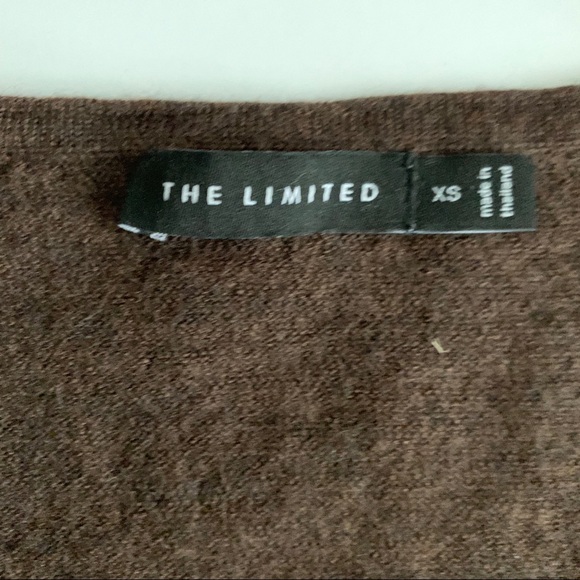 THE LIMITED
XS
made in
thailand